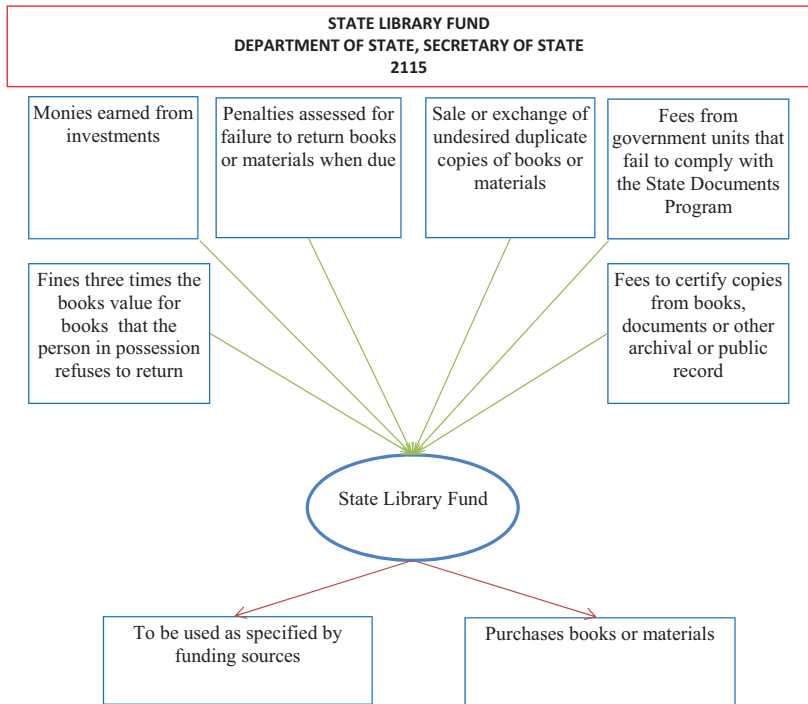 STATE LIBRARY FUND
DEPARTMENT OF STATE, SECRETARY OF STATE
2115
Monies earned from
investments
Penalties assessed for
failure to return books
or materials when due
Sale or exchange of
undesired duplicate
copies of books or
materials
Fees from
government units that
fail to comply with
the State Documents
Program
Fines three times the
books value for
books that the
person in possession
refuses to return
Fees to certify copies
from books,
documents or other
archival or public
record
State Library Fund
To be used as specified by
funding sources
Purchases books or materials